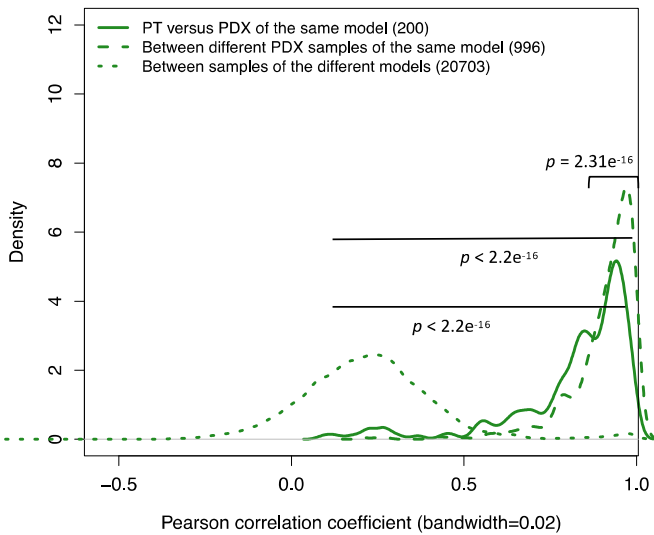 PT versus PDX of the same model (200)
Between different PDX samples of the same model (996)
Between samples of the different models (20703)
12
10
8
6
4
2
0
Density
p = 2.31e-16
p < 2.2e-16
p < 2.2e-16
−0.5
0.0
0.5
1.0
Pearson correlation coefficient (bandwidth=0.02)